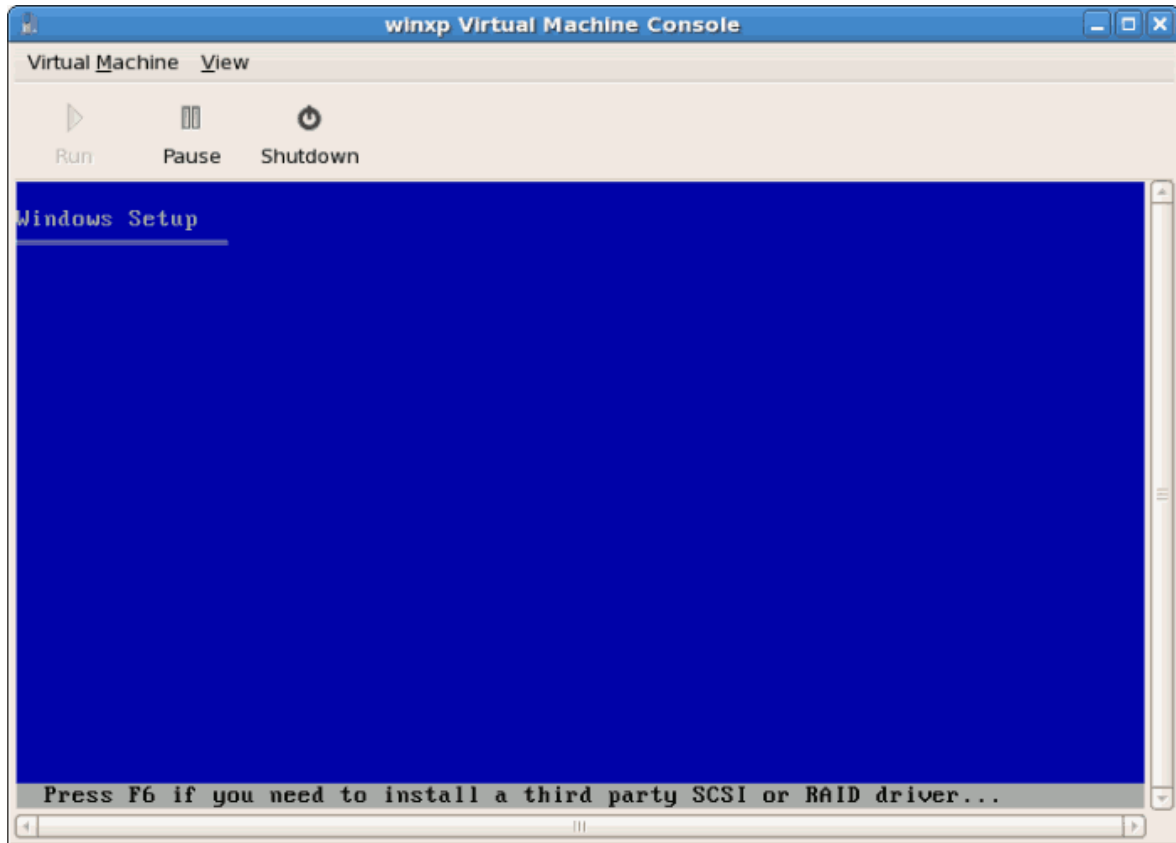 winxp Virtual Machine Console
Virtual Machine View
Run Pause Shutdown
Windows Setup
Press F6 if you need to install a third party SCSI or RAID driver...